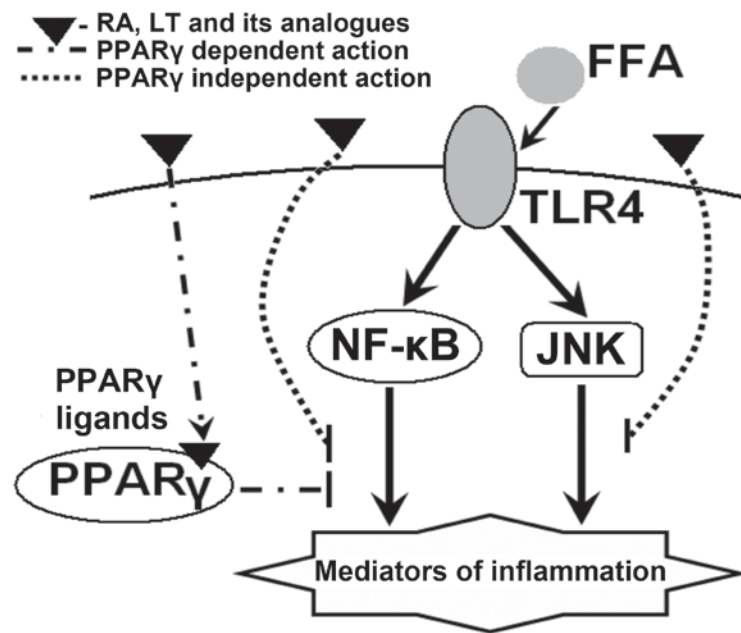 - RA, LT and its analogues
PPARγ dependent action
PPARγ independent action
FFA
TLR4
NF-κB
JNK
PPARγ
ligands
PPARγ
Mediators of inflammation